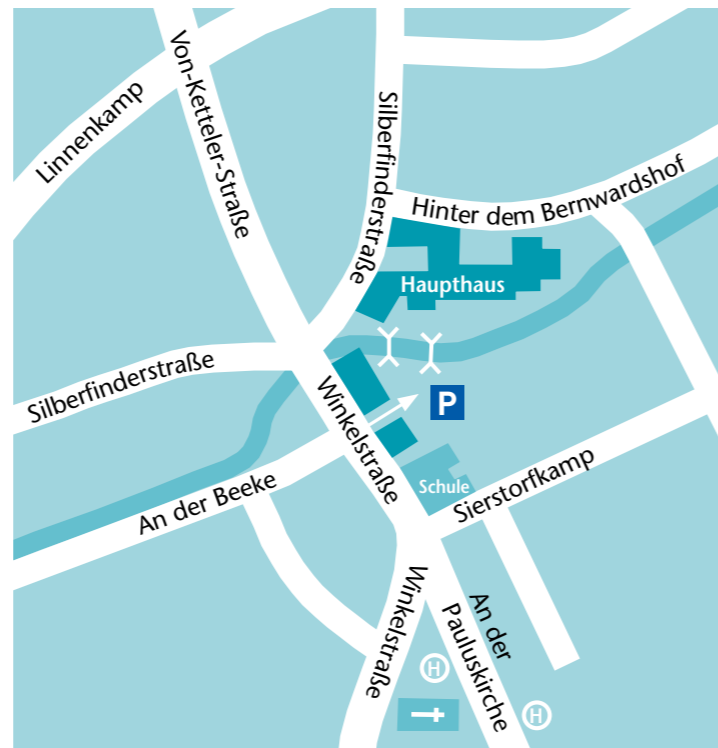 Von-Ketteler-Straße
Linnenkamp
Silberfinderstraße
Hinter dem Bernwardshof
Haupthaus
Silberfinderstraße
Winkelstraße
P
An der Beeke
Schule
Sierstorfkamp
Winkelstraße
An der
Pauluskirche
H
H